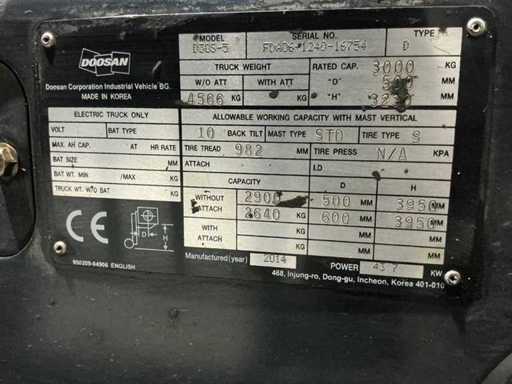 DOOSAN
Doosan Corporation Industrial Vehicle BG.
MADE IN KOREA
MODEL SERIAL NO. TYPE
D30S-5 FDA06-1240-16754 D
TRUCK WEIGHT RATED CAP. 3000 KG
W/O ATT WITH ATT "D" 500 MM
4566 KG KG "H" MM
ELECTRIC TRUCK ONLY
VOLT BAT TYPE
MAX. AH CAP. AT HR RATE
BAT SIZE MM
BAT WT. MIN /MAX KG
TRUCK WT. W/O BAT KG
ALLOWABLE WORKING CAPACITY WITH MAST VERTICAL
10 BACK TILT MAST TYPE STD TIRE TYPE S
TIRE TREAD 982 MM TIRE PRESS N/A KPA
ATTACH I.D
CAPACITY D H
WITHOUT ATTACH 2900 500 MM 3950 MM
2640 KG 600 MM 3950 MM
WITH ATTACH KG MM MM
KG MM MM
CE
D
H
Manufactured (year) 2014 POWER KW
468, Injung-ro, Dong-gu, Incheon, Korea 401-010
950209-04906 ENGLISH